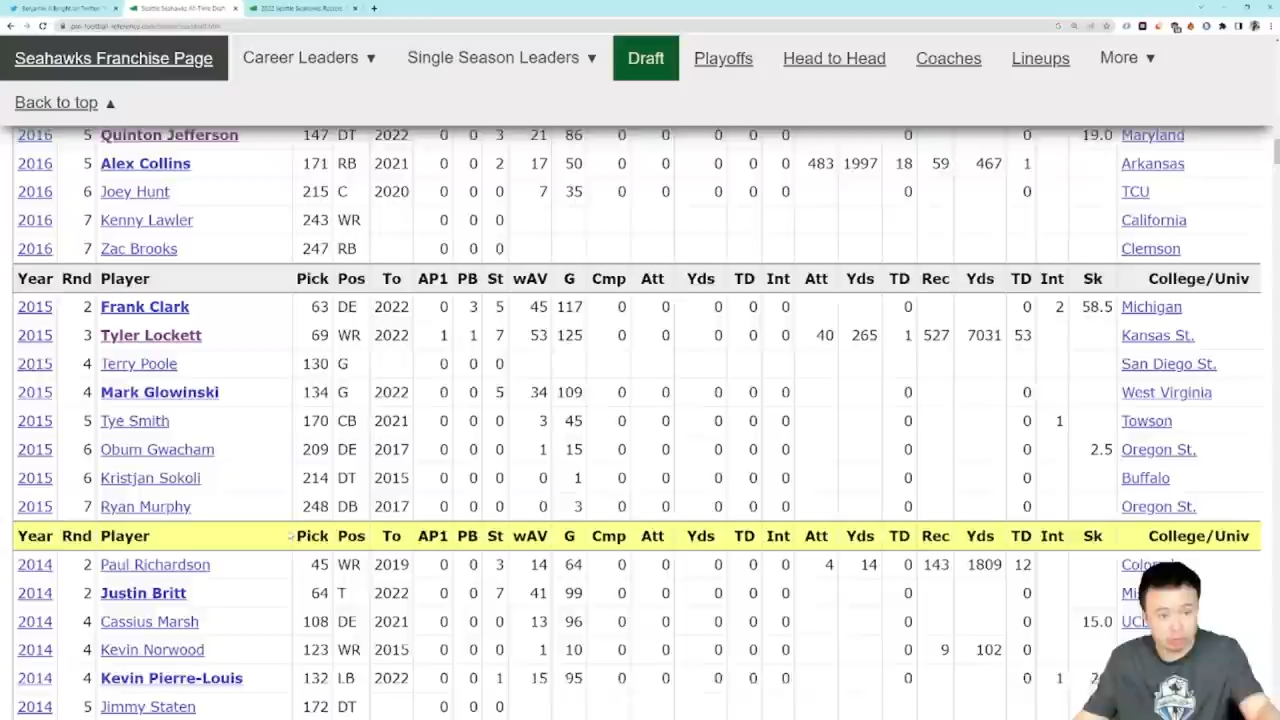 Seattle Seahawks All-Time Draft
2022 Seattle Seahawks Rosters
Seahawks Franchise Page Career Leaders ▼ Single Season Leaders ▼ Draft Playoffs Head to Head Coaches Lineups More ▼
Back to top ▲
2016 5 Quinton Jefferson 147 DT 2022 0 0 3 21 86 0 0 0 0 0 0 0 19.0 Maryland
2016 5 Alex Collins 171 RB 2021 0 0 2 17 50 0 0 0 0 0 483 1997 18 59 467 1 Arkansas
2016 6 Joey Hunt 215 C 2020 0 0 7 35 0 0 0 0 0 0 0 TCU
2016 7 Kenny Lawler 243 WR 0 0 0 California
2016 7 Zac Brooks 247 RB 0 0 0 Clemson
Year Rnd Player Pick Pos To AP1 PB St wAV G Cmp Att Yds TD Int Att Yds TD Rec Yds TD Int Sk College/Univ
2015 2 Frank Clark 63 DE 2022 0 3 5 45 117 0 0 0 0 0 0 0 2 58.5 Michigan
2015 3 Tyler Lockett 69 WR 2022 1 1 7 53 125 0 0 0 0 0 40 265 1 527 7031 53 Kansas St.
2015 4 Terry Poole 130 G 0 0 0 San Diego St.
2015 4 Mark Glowinski 134 G 2022 0 0 5 34 109 0 0 0 0 0 0 0 West Virginia
2015 5 Tye Smith 170 CB 2021 0 0 0 3 45 0 0 0 0 0 0 0 1 Towson
2015 6 Obum Gwacham 209 DE 2017 0 0 0 1 15 0 0 0 0 0 0 0 2.5 Oregon St.
2015 6 Kristjan Sokoli 214 DT 2015 0 0 0 0 1 0 0 0 0 0 0 0 Buffalo
2015 7 Ryan Murphy 248 DB 2017 0 0 0 0 3 0 0 0 0 0 0 0 Oregon St.
Year Rnd Player Pick Pos To AP1 PB St wAV G Cmp Att Yds TD Int Att Yds TD Rec Yds TD Int Sk College/Univ
2014 2 Paul Richardson 45 WR 2019 0 0 3 14 64 0 0 0 0 0 4 14 0 143 1809 12
2014 2 Justin Britt 64 T 2022 0 0 7 41 99 0 0 0 0 0 0 0
2014 4 Cassius Marsh 108 DE 2021 0 0 0 13 96 0 0 0 0 0 0 0 15.0
2014 4 Kevin Norwood 123 WR 2015 0 0 0 1 10 0 0 0 0 0 0 9 102 0
2014 4 Kevin Pierre-Louis 132 LB 2022 0 0 1 15 95 0 0 0 0 0 0 0 1
2014 5 Jimmy Staten 172 DT 0 0 0